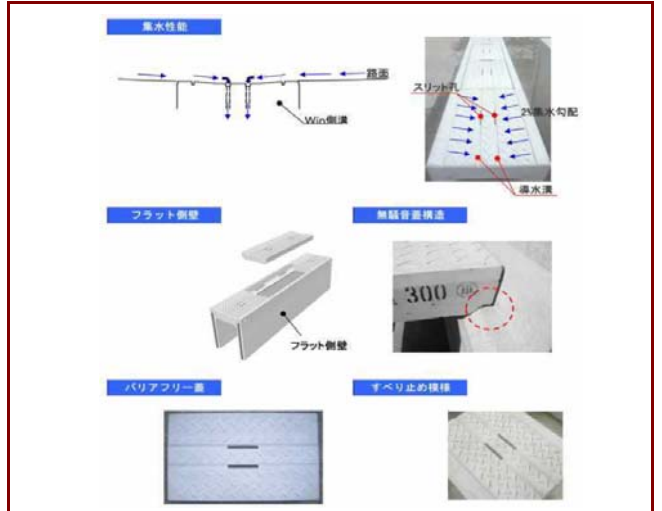 集水性能
路面
Win側溝
スリット孔
2%集水勾配
導水溝
フラット側壁
無騒音蓋構造
フラット側壁
300
バリアフリー蓋
すべり止め模様